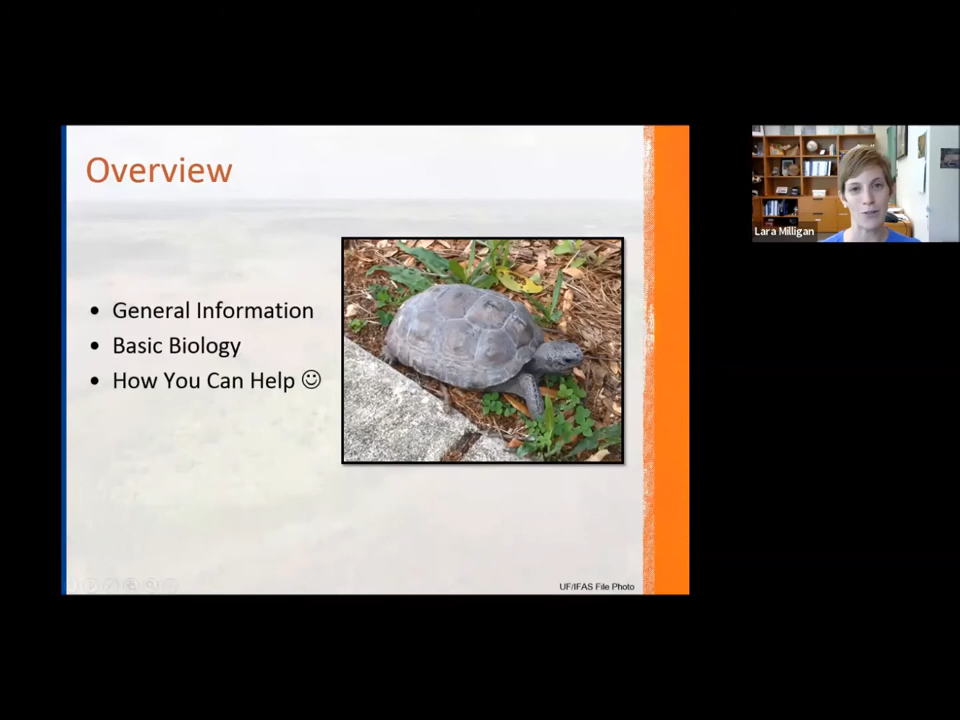 Overview
• General Information
• Basic Biology
• How You Can Help ☺
UF/IFAS File Photo
Lara Milligan